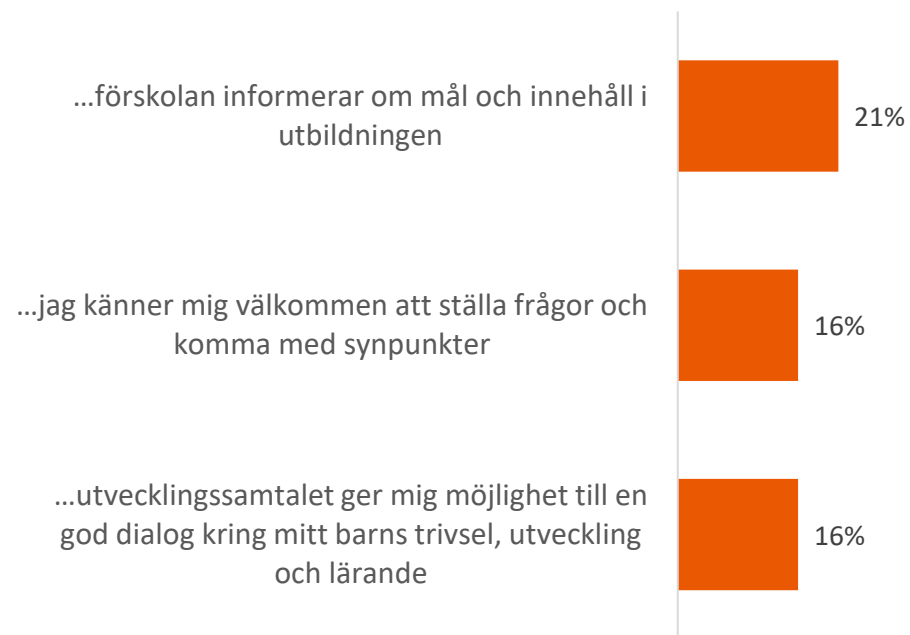 ...förskolan informerar om mål och innehåll i
utbildningen
21%
...jag känner mig välkommen att ställa frågor och
komma med synpunkter
16%
...utvecklingssamtalet ger mig möjlighet till en
god dialog kring mitt barns trivsel, utveckling
och lärande
16%